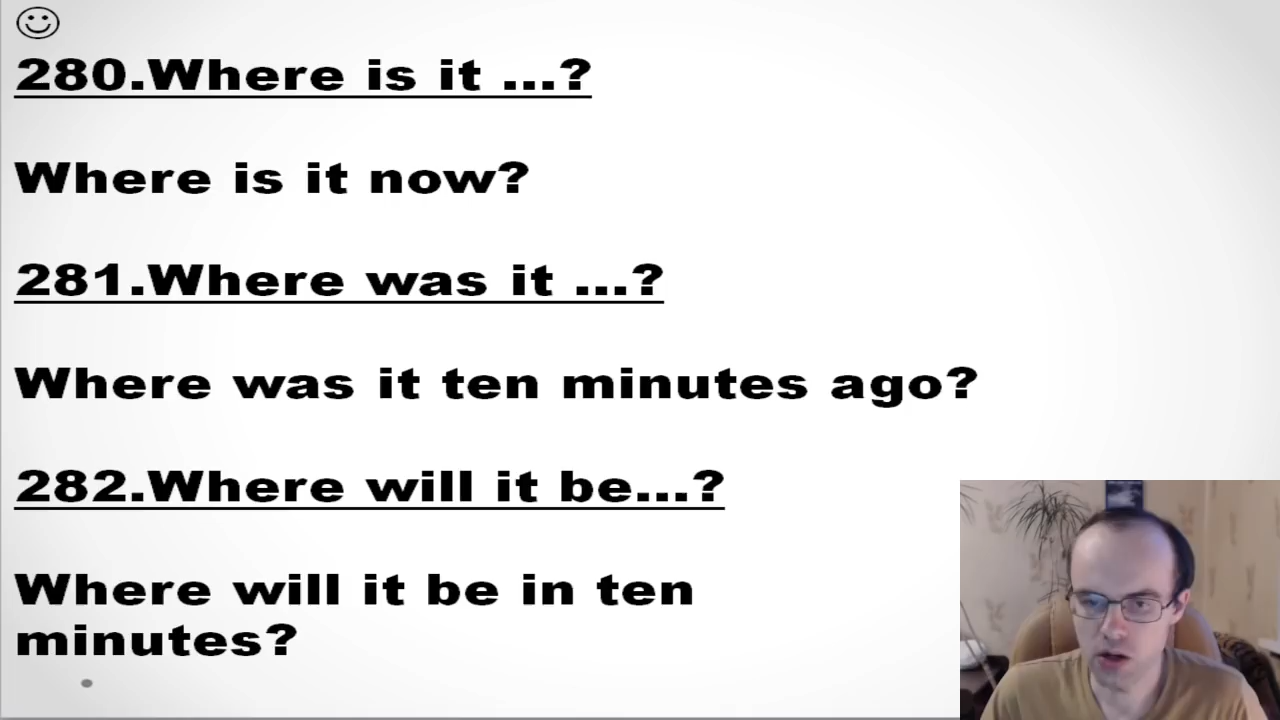 280.Where is it ...?
Where is it now?
281.Where was it ...?
Where was it ten minutes ago?
282.Where will it be...?
Where will it be in ten
minutes?